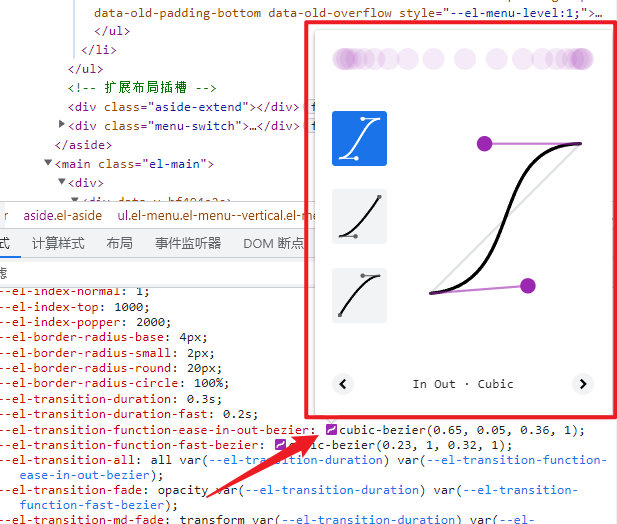 data-old-padding-bottom data-old-overflow style="--el-menu-level:1;">…
</ul>
</li>
</ul>
<!-- 扩展布局插槽 -->
<div class="aside-extend"></div>
<div class="menu-switch">…</div>
</aside>
<main class="el-main">
<div>
In Out · Cubic
aside.el-aside ul.el-menu.el-menu--vertical.el-me
式 计算样式 布局 事件监听器 DOM 断点
滤
--el-index-normal: 1;
--el-index-top: 1000;
--el-index-popper: 2000;
--el-border-radius-base: 4px;
--el-border-radius-small: 2px;
--el-border-radius-round: 20px;
--el-border-radius-circle: 100%;
--el-transition-duration: 0.3s;
--el-transition-duration-fast: 0.2s;
--el-transition-function-ease-in-out-bezier: cubic-bezier(0.65, 0.05, 0.36, 1);
--el-transition-function-fast-bezier: cubic-bezier(0.23, 1, 0.32, 1);
--el-transition-all: all var(--el-transition-duration) var(--el-transition-function-
ease-in-out-bezier);
--el-transition-fade: opacity var(--el-transition-duration) var(--el-transition-
function-fast-bezier);
--el-transition-md-fade: transform var(--el-transition-duration) var(--el-